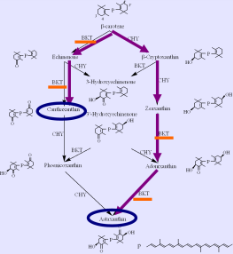 β-carotene
BKT
CHY
Echinenone
β-Cryptoxanthin
CHY
BKT
BKT
3-Hydroxyechinenone
CHY
Canthaxanthin
Zeaxanthin
3'-Hydroxyechinenone
CHY
BKT
BKT
CHY
Phoenicoxanthin
Adonixanthin
CHY
BKT
Astaxanthin
P